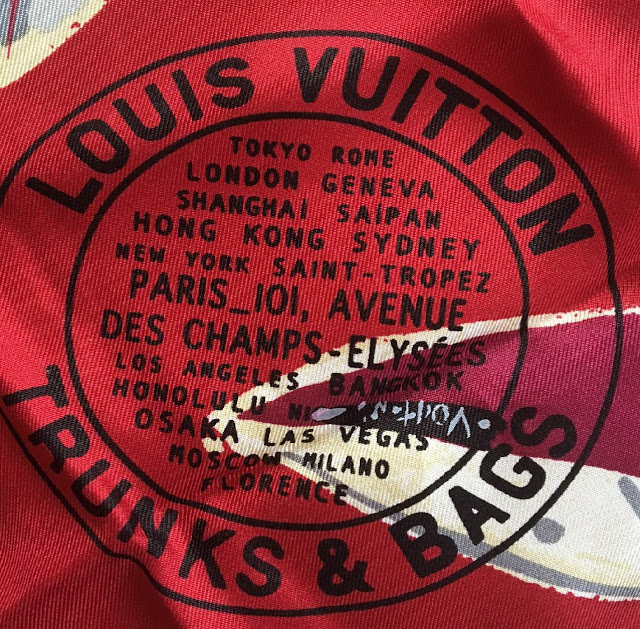 LOUIS VUITTON
TOKYO ROME
LONDON GENEVA
SHANGHAI SAIPAN
HONG KONG SYDNEY
NEW YORK SAINT-TROPEZ
PARIS_101, AVENUE
DES CHAMPS-ELYSÉES
LOS ANGELES BANGKOK
HONOLULU
OSAKA LAS VEGAS
MOSCOW MILANO
FLORENCE
TRUNKS & BAGS